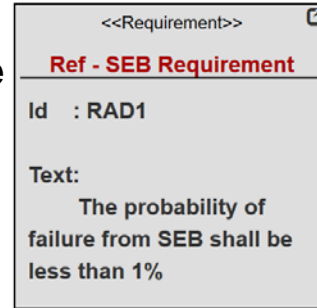 <<Requirement>>
e
Ref - SEB Requirement
Id : RAD1
Text:
The probability of
failure from SEB shall be
less than 1%